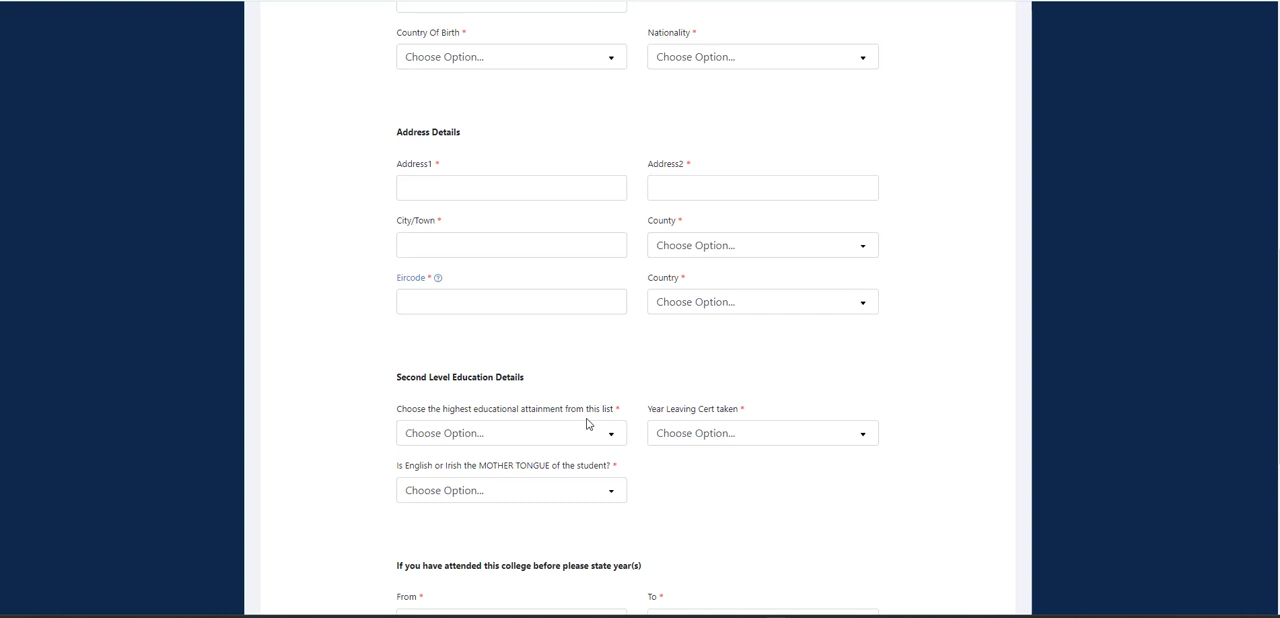 Country Of Birth * Nationality *
Choose Option... Choose Option...
Address Details
Address1 * Address2 *
City/Town * County *
Choose Option...
Eircode * Country *
Choose Option...
Second Level Education Details
Choose the highest educational attainment from this list * Year Leaving Cert taken *
Choose Option... Choose Option...
Is English or Irish the MOTHER TONGUE of the student? *
Choose Option...
If you have attended this college before please state year(s)
From * To *